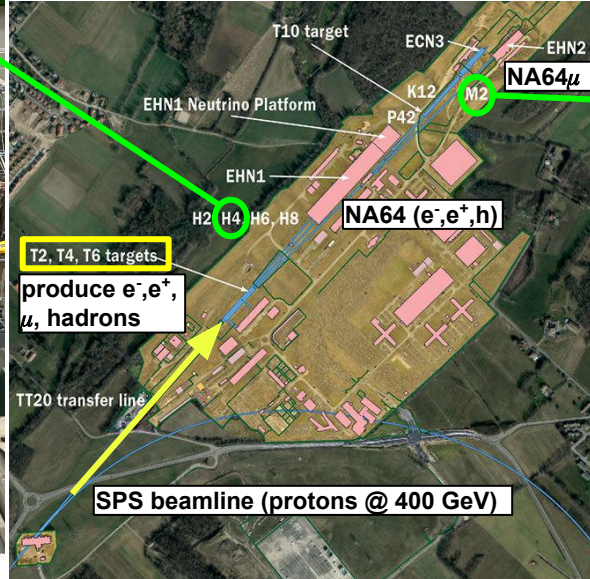 T10 target
ECN3
EHN2
K12
NA64μ
M2
P42
EHN1 Neutrino Platform
EHN1
H2, H4, H6, H8
NA64 (e⁻,e⁺,h)
T2, T4, T6 targets
produce e⁻,e⁺,
μ, hadrons
TT20 transfer line
SPS beamline (protons @ 400 GeV)